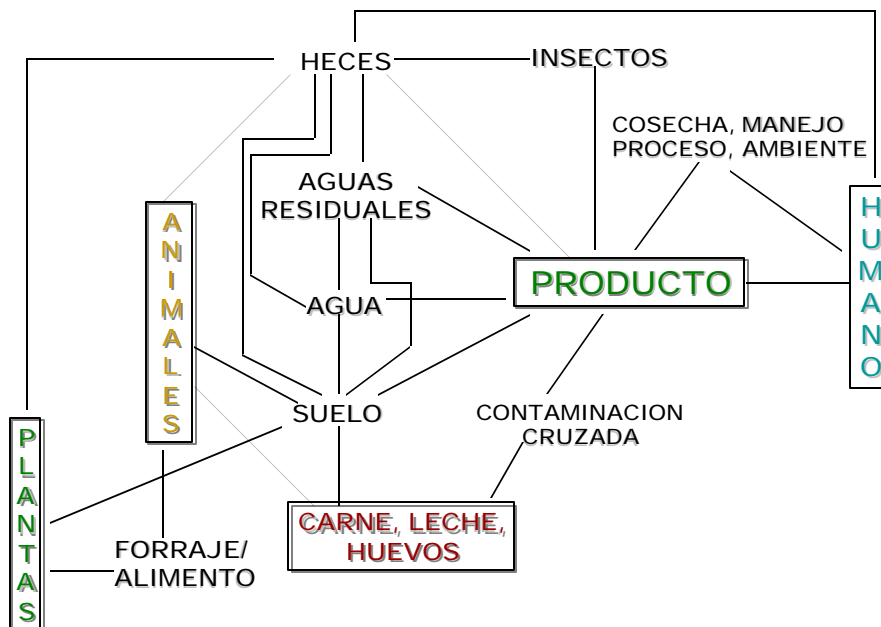 HECES
INSECTOS
COSECHA, MANEJO
PROCESO, AMBIENTE
AGUAS
RESIDUALES
ANIMALES
HUMANO
PRODUCTO
AGUA
SUELO
CONTAMINACION
CRUZADA
PLANTAS
CARNE, LECHE,
HUEVOS
FORRAJE/
ALIMENTO